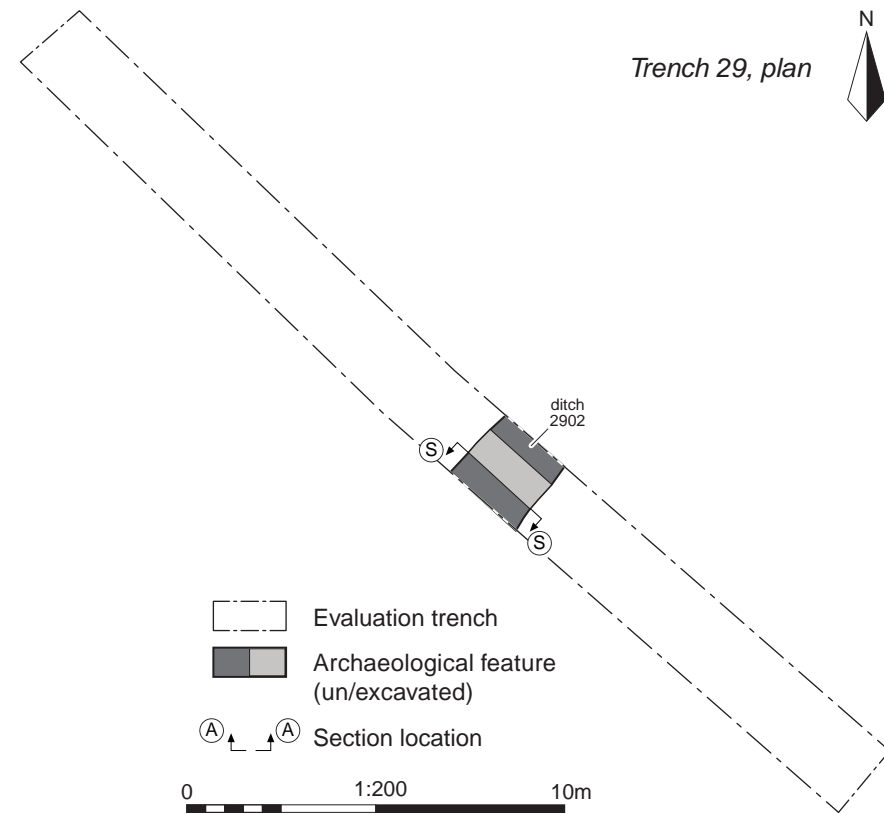 N
Trench 29, plan
ditch
2902
S
S
Evaluation trench
Archaeological feature
(un/excavated)
A A Section location
0 1:200 10m